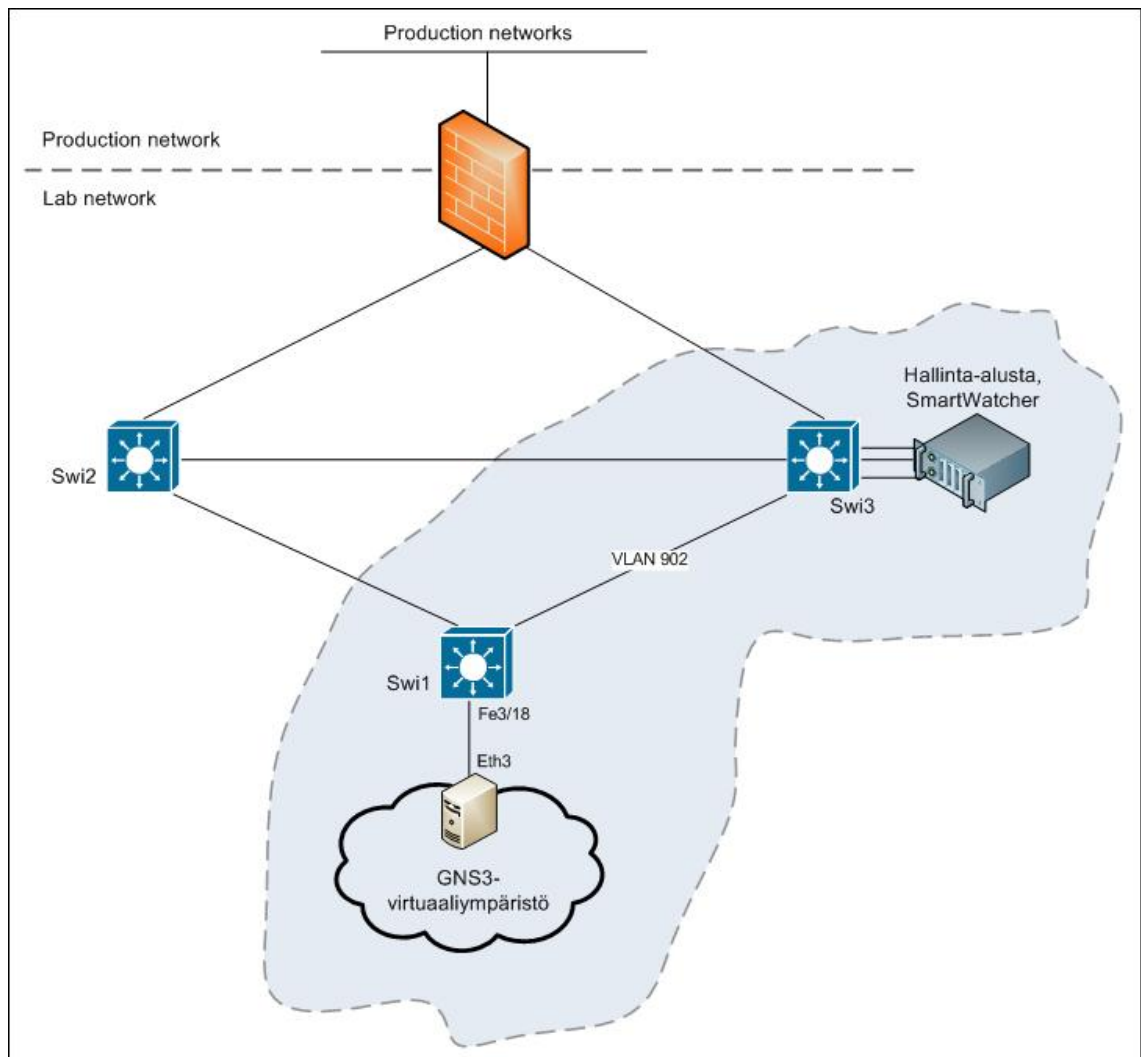 Production networks
Production network
Lab network
Hallinta-alusta,
SmartWatcher
Swi2
Swi3
VLAN 902
Swi1
Fe3/18
Eth3
GNS3-
virtuaaliympäristö